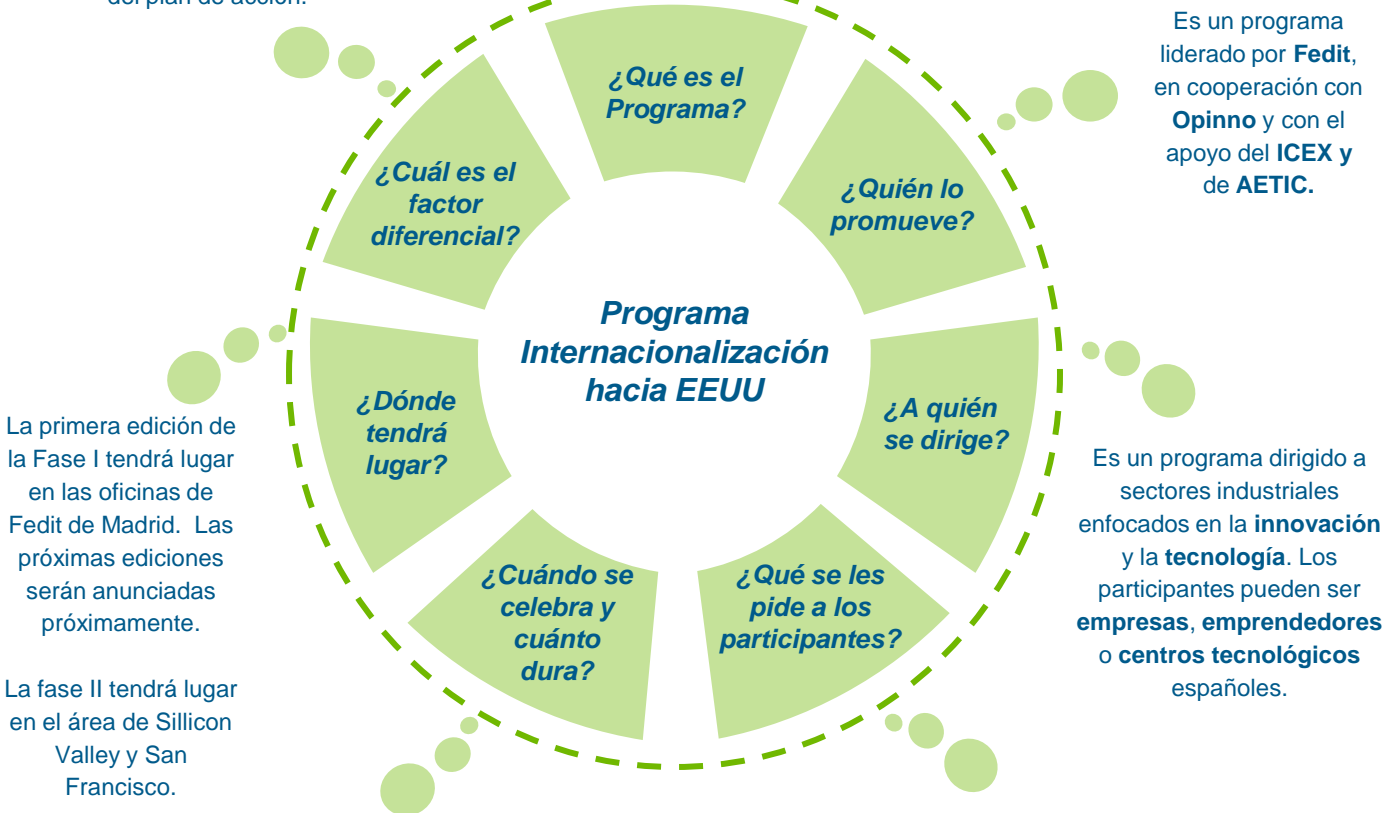 del plan de acción.
¿Qué es el
Programa?
Es un programa
liderado por Fedit,
en cooperación con
Opinno y con el
apoyo del ICEX y
de AETIC.
¿Cuál es el
factor
diferencial?
¿Quién lo
promueve?
Programa
Internacionalización
hacia EEUU
¿Dónde
tendrá
lugar?
¿A quién
se dirige?
La primera edición de
la Fase I tendrá lugar
en las oficinas de
Fedit de Madrid. Las
próximas ediciones
serán anunciadas
próximamente.
La fase II tendrá lugar
en el área de Sillicon
Valley y San
Francisco.
Es un programa dirigido a
sectores industriales
enfocados en la innovación
y la tecnología. Los
participantes pueden ser
empresas, emprendedores
o centros tecnológicos
españoles.
¿Cuándo se
celebra y
cuánto
dura?
¿Qué se les
pide a los
participantes?